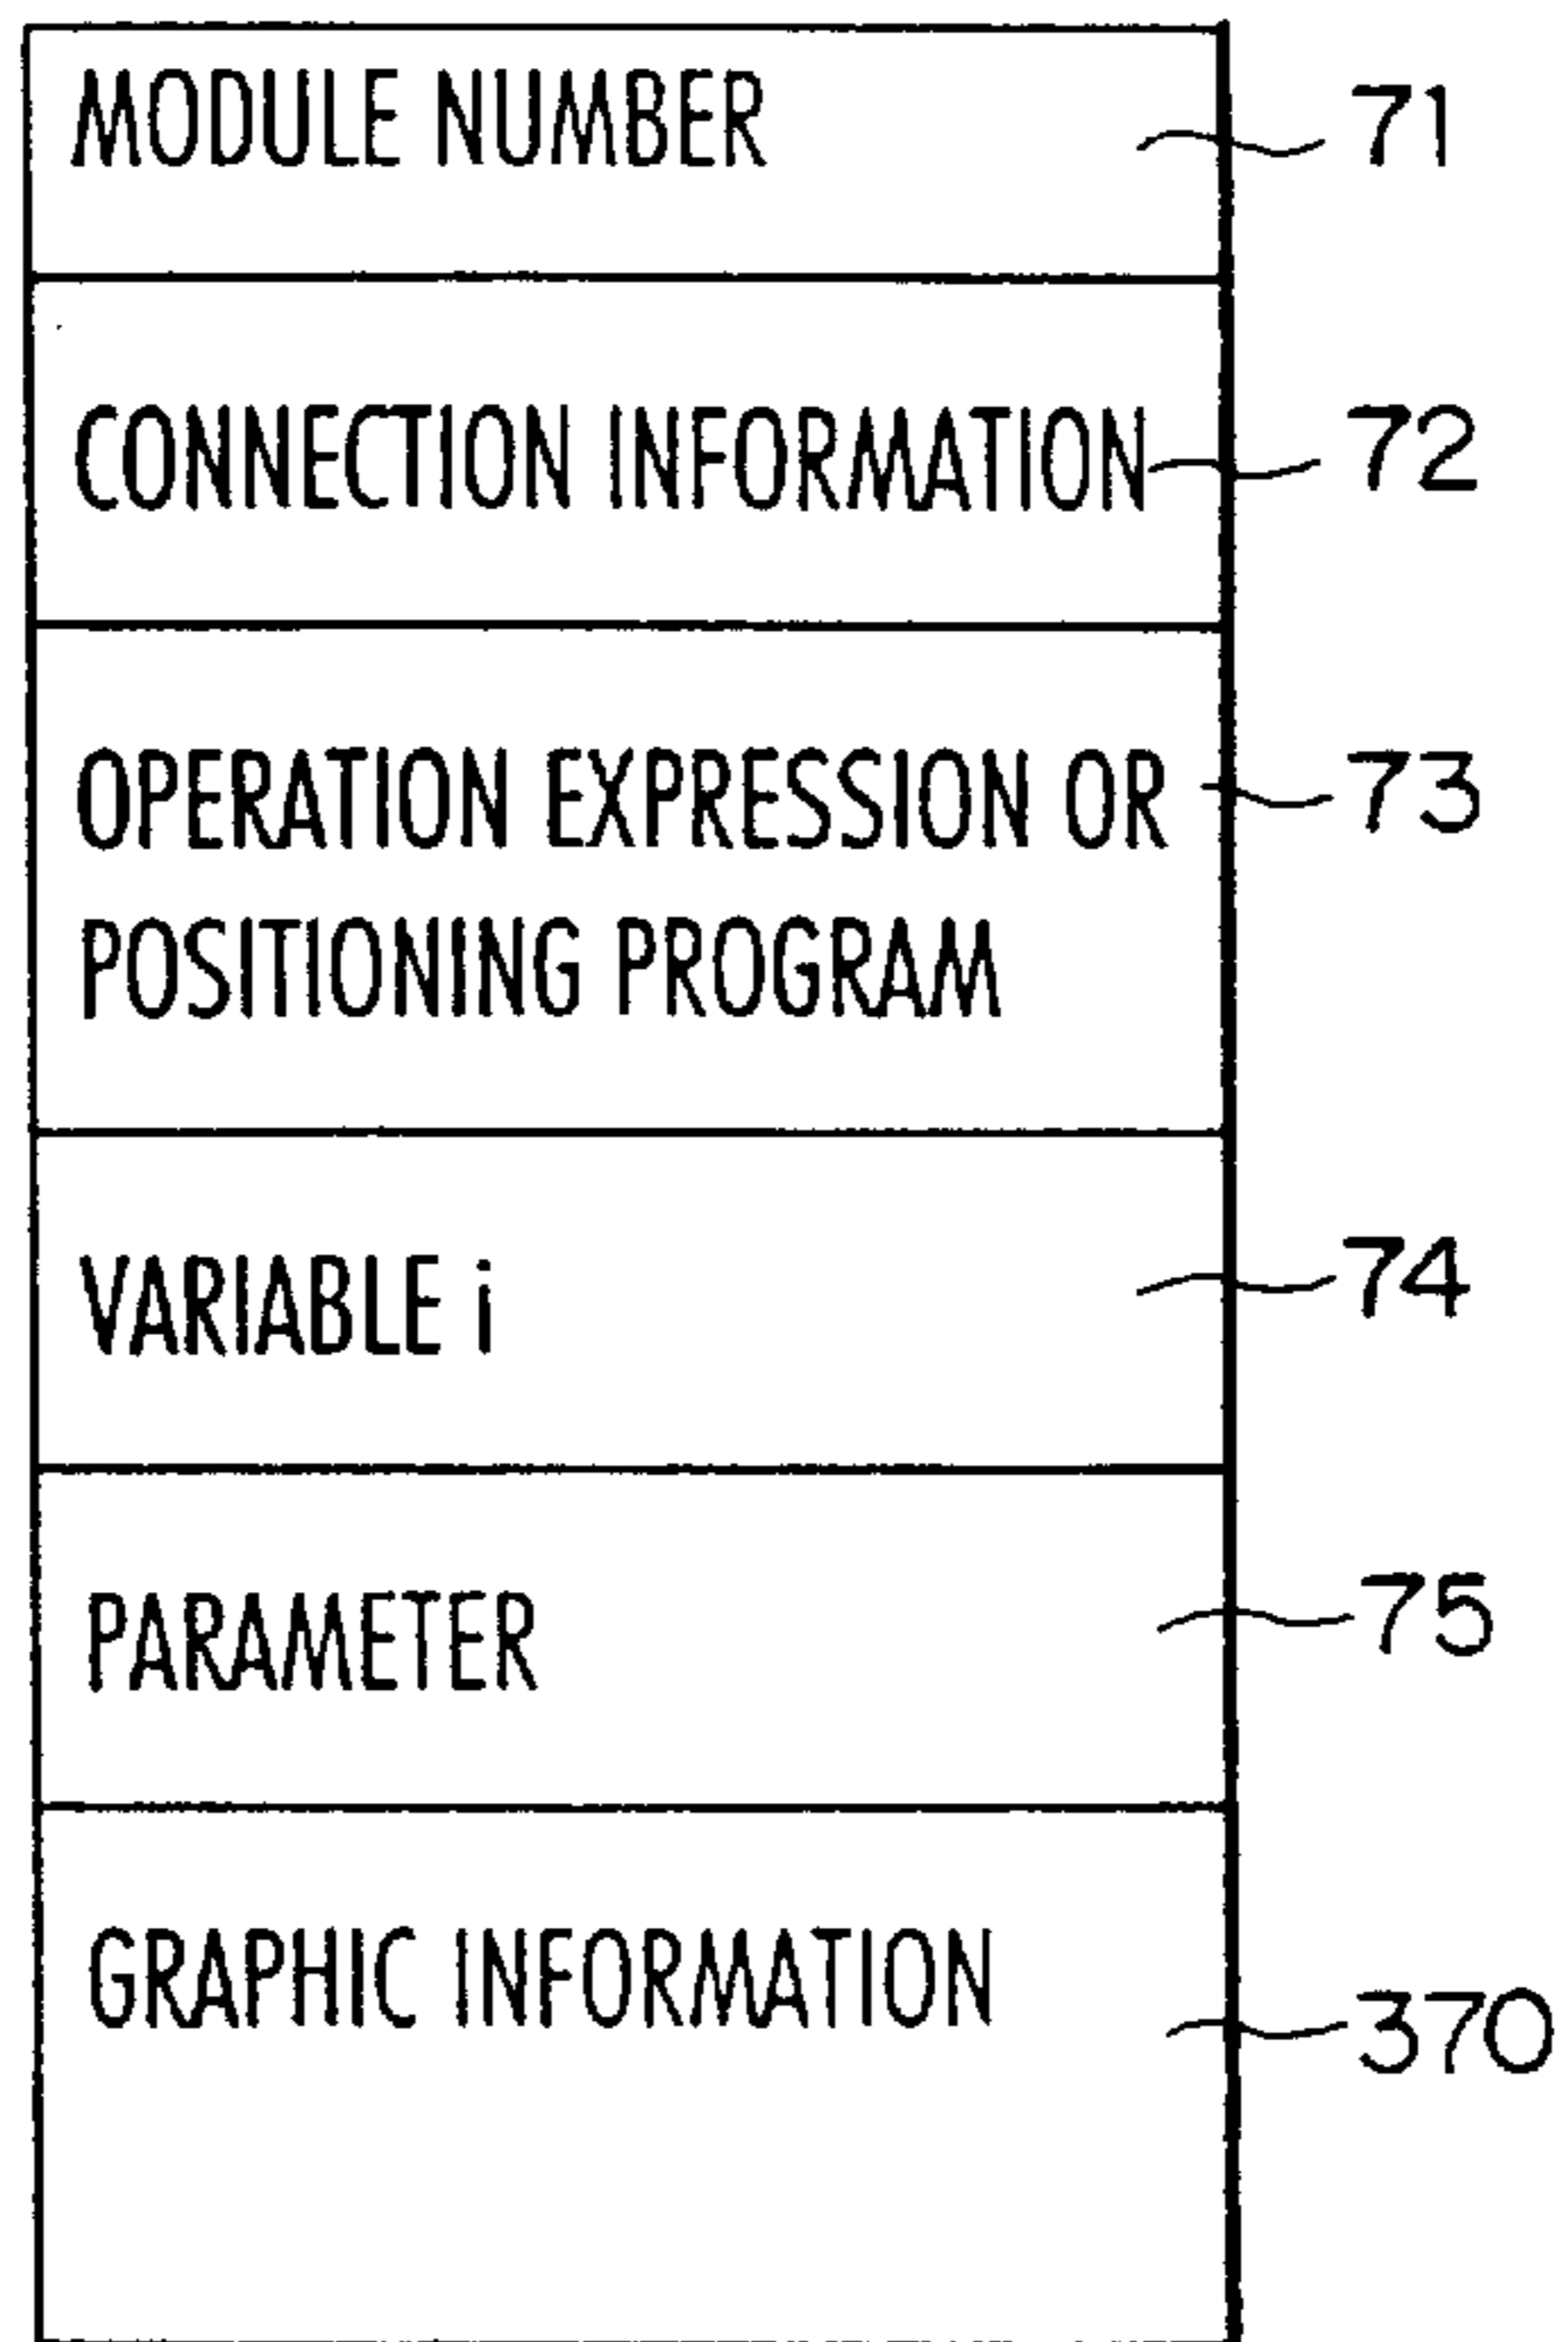 MODULE NUMBER 71
CONNECTION INFORMATION 72
OPERATION EXPRESSION OR 73
POSITIONING PROGRAM
VARIABLE i 74
PARAMETER 75
GRAPHIC INFORMATION 370